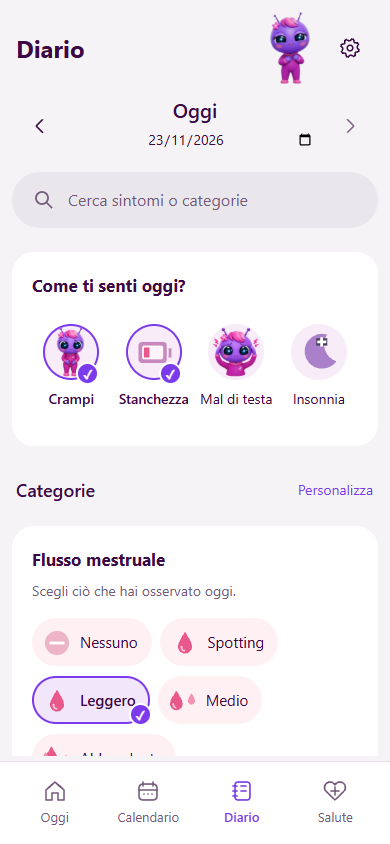 Diario
Oggi
23/11/2026
Cerca sintomi o categorie
Come ti senti oggi?
Crampi
Stanchezza
Mal di testa
Insonnia
Categorie
Personalizza
Flusso mestruale
Scegli ciò che hai osservato oggi.
Nessuno
Spotting
Leggero
Medio
Oggi
Calendario
Diario
Salute